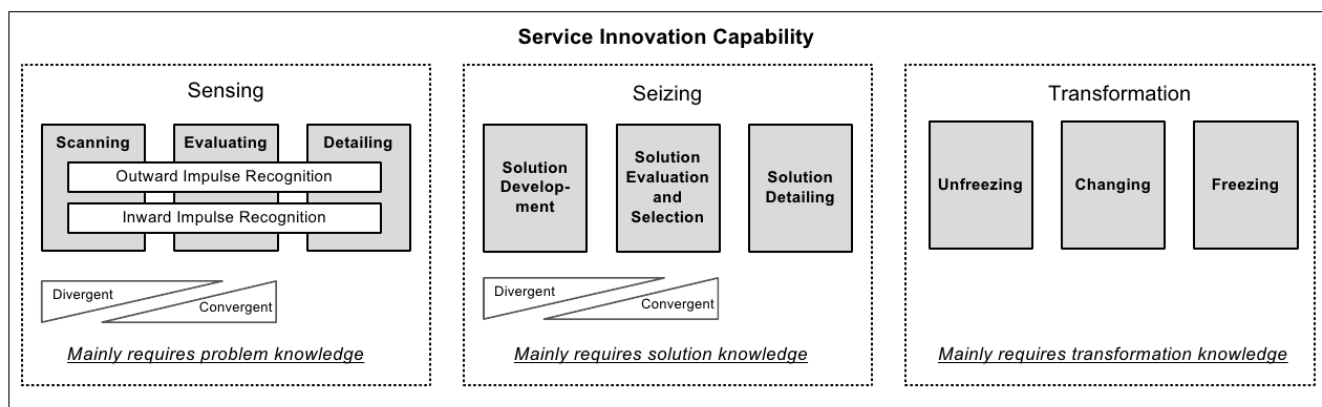 Service Innovation Capability
Sensing
Scanning
Evaluating
Detailing
Outward Impulse Recognition
Inward Impulse Recognition
Divergent
Convergent
Mainly requires problem knowledge
Seizing
Solution
Develop-
ment
Solution
Evaluation
and
Selection
Solution
Detailing
Divergent
Convergent
Mainly requires solution knowledge
Transformation
Unfreezing
Changing
Freezing
Mainly requires transformation knowledge